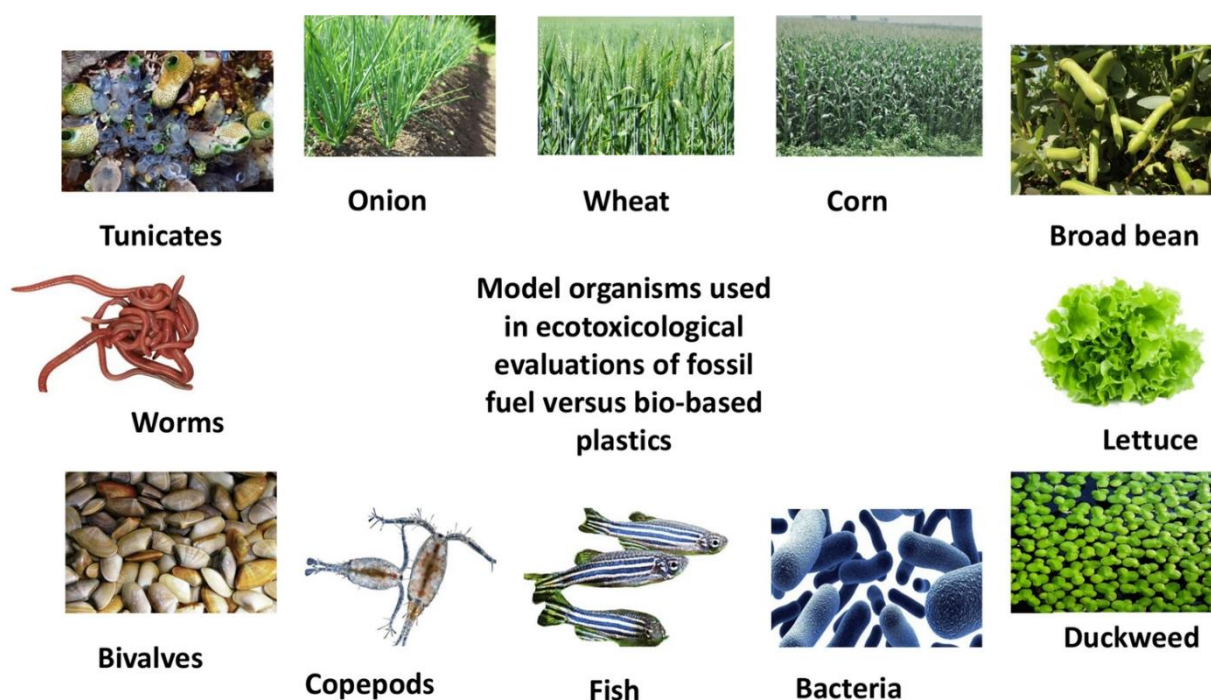 Onion
Wheat
Corn
Tunicates
Broad bean
Model organisms used
in ecotoxicological
evaluations of fossil
fuel versus bio-based
plastics
Worms
Lettuce
Bivalves
Duckweed
Copepods
Fish
Bacteria